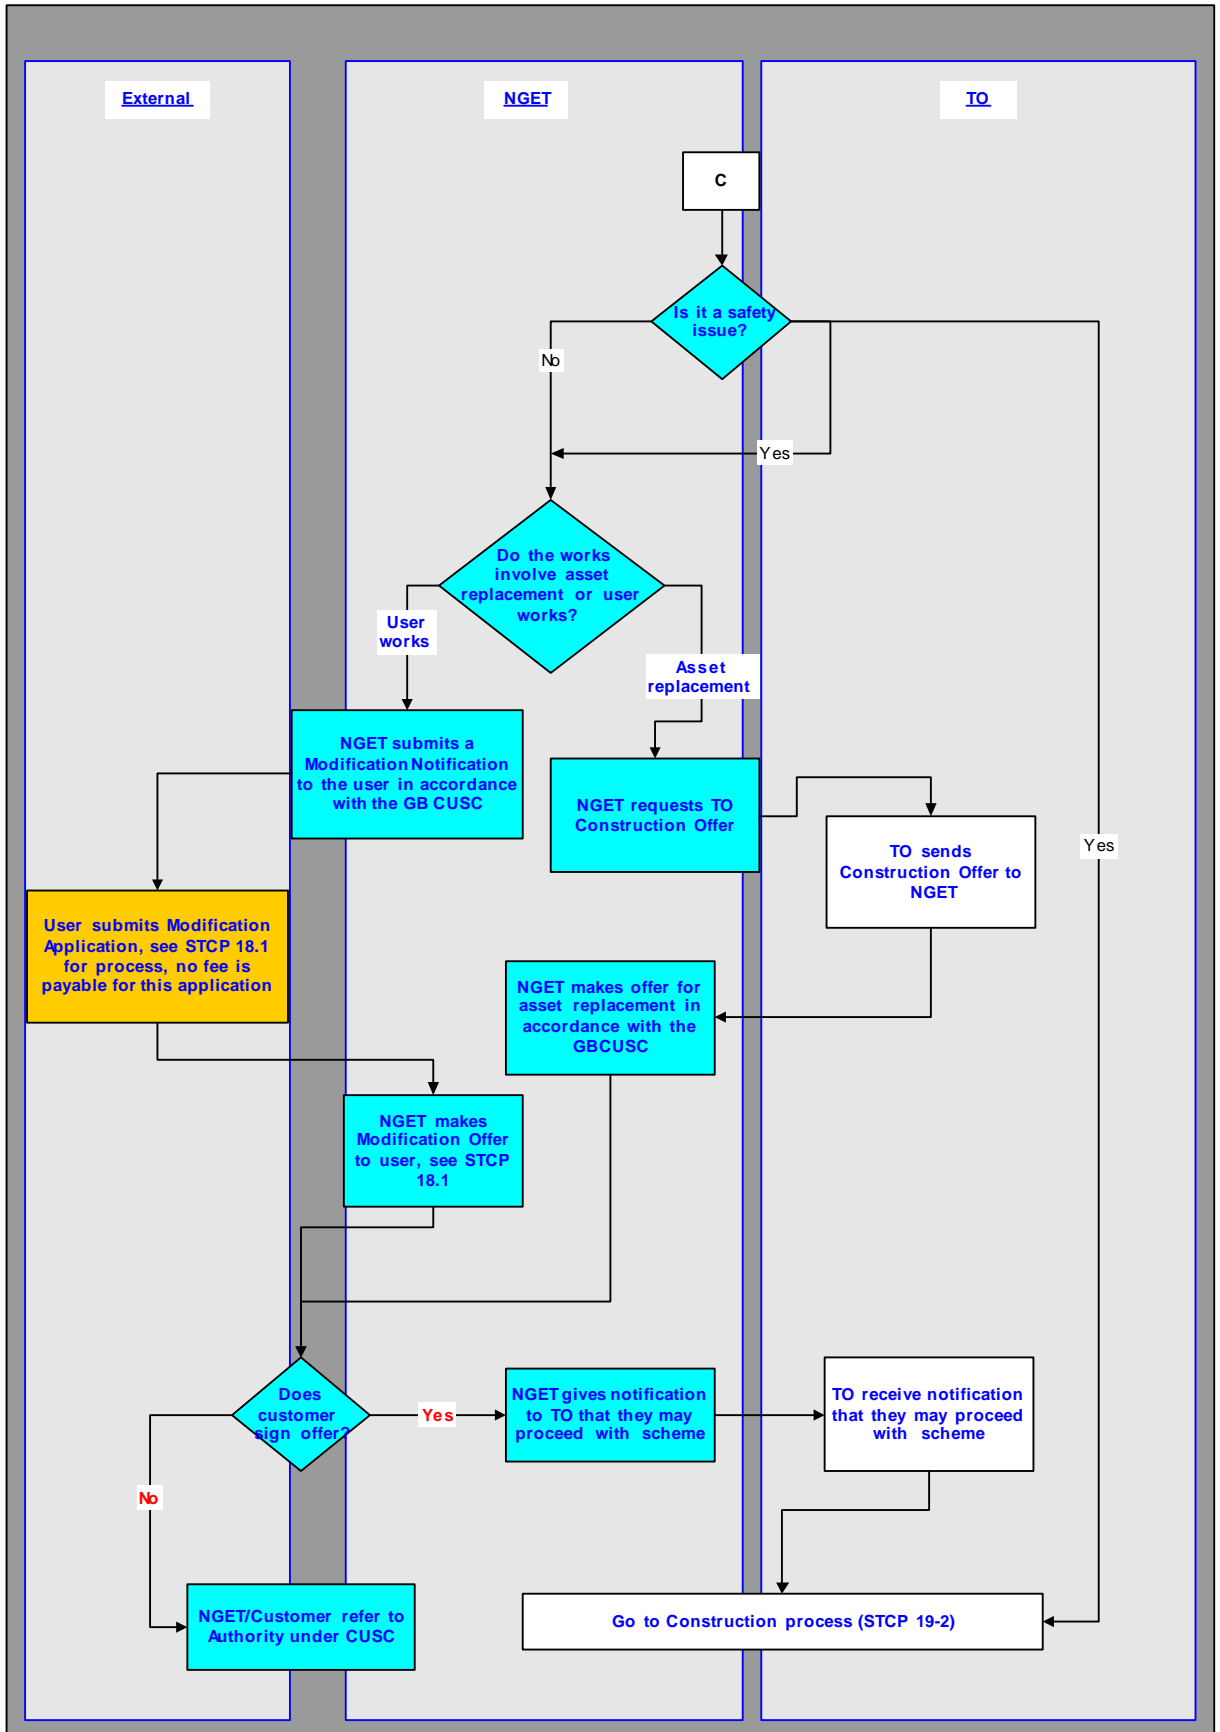 External
NGET
TO
C
Is it a safety
issue?
No
Yes
Do the works
involve asset
replacement or user
works?
User
works
Asset
replacement
NGET submits a
Modification Notification
to the user in accordance
with the GB CUSC
NGET requests TO
Construction Offer
TO sends
Construction Offer to
NGET
Yes
User submits Modification
Application, see STCP 18.1
for process, no fee is
payable for this application
NGET makes offer for
asset replacement in
accordance with the
GBCUSC
NGET makes
Modification Offer
to user, see STCP
18.1
Does
customer
sign offer?
Yes
NGET gives notification
to TO that they may
proceed with scheme
TO receive notification
that they may proceed
with scheme
No
NGET/Customer refer to
Authority under CUSC
Go to Construction process (STCP 19-2)